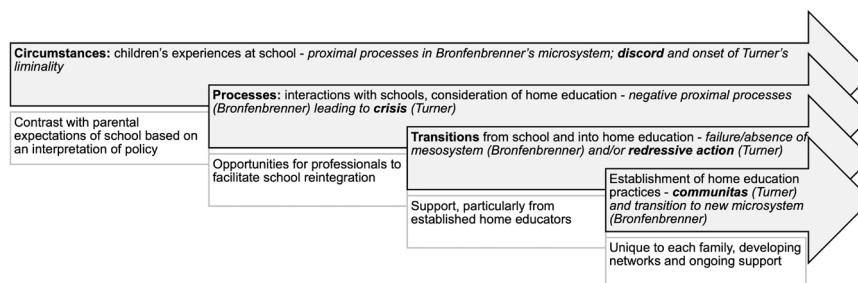 Circumstances: children's experiences at school - proximal processes in Bronfenbrenner's microsystem; discord and onset of Turner's
liminality
Processes: interactions with schools, consideration of home education - negative proximal processes
(Bronfenbrenner) leading to crisis (Turner)
Contrast with parental
expectations of school based on
an interpretation of policy
Transitions from school and into home education - failure/absence of
mesosystem (Bronfenbrenner) and/or redressive action (Turner)
Opportunities for professionals to
facilitate school reintegration
Establishment of home education
practices - communitas (Turner)
and transition to new microsystem
(Bronfenbrenner)
Support, particularly from
established home educators
Unique to each family, developing
networks and ongoing support